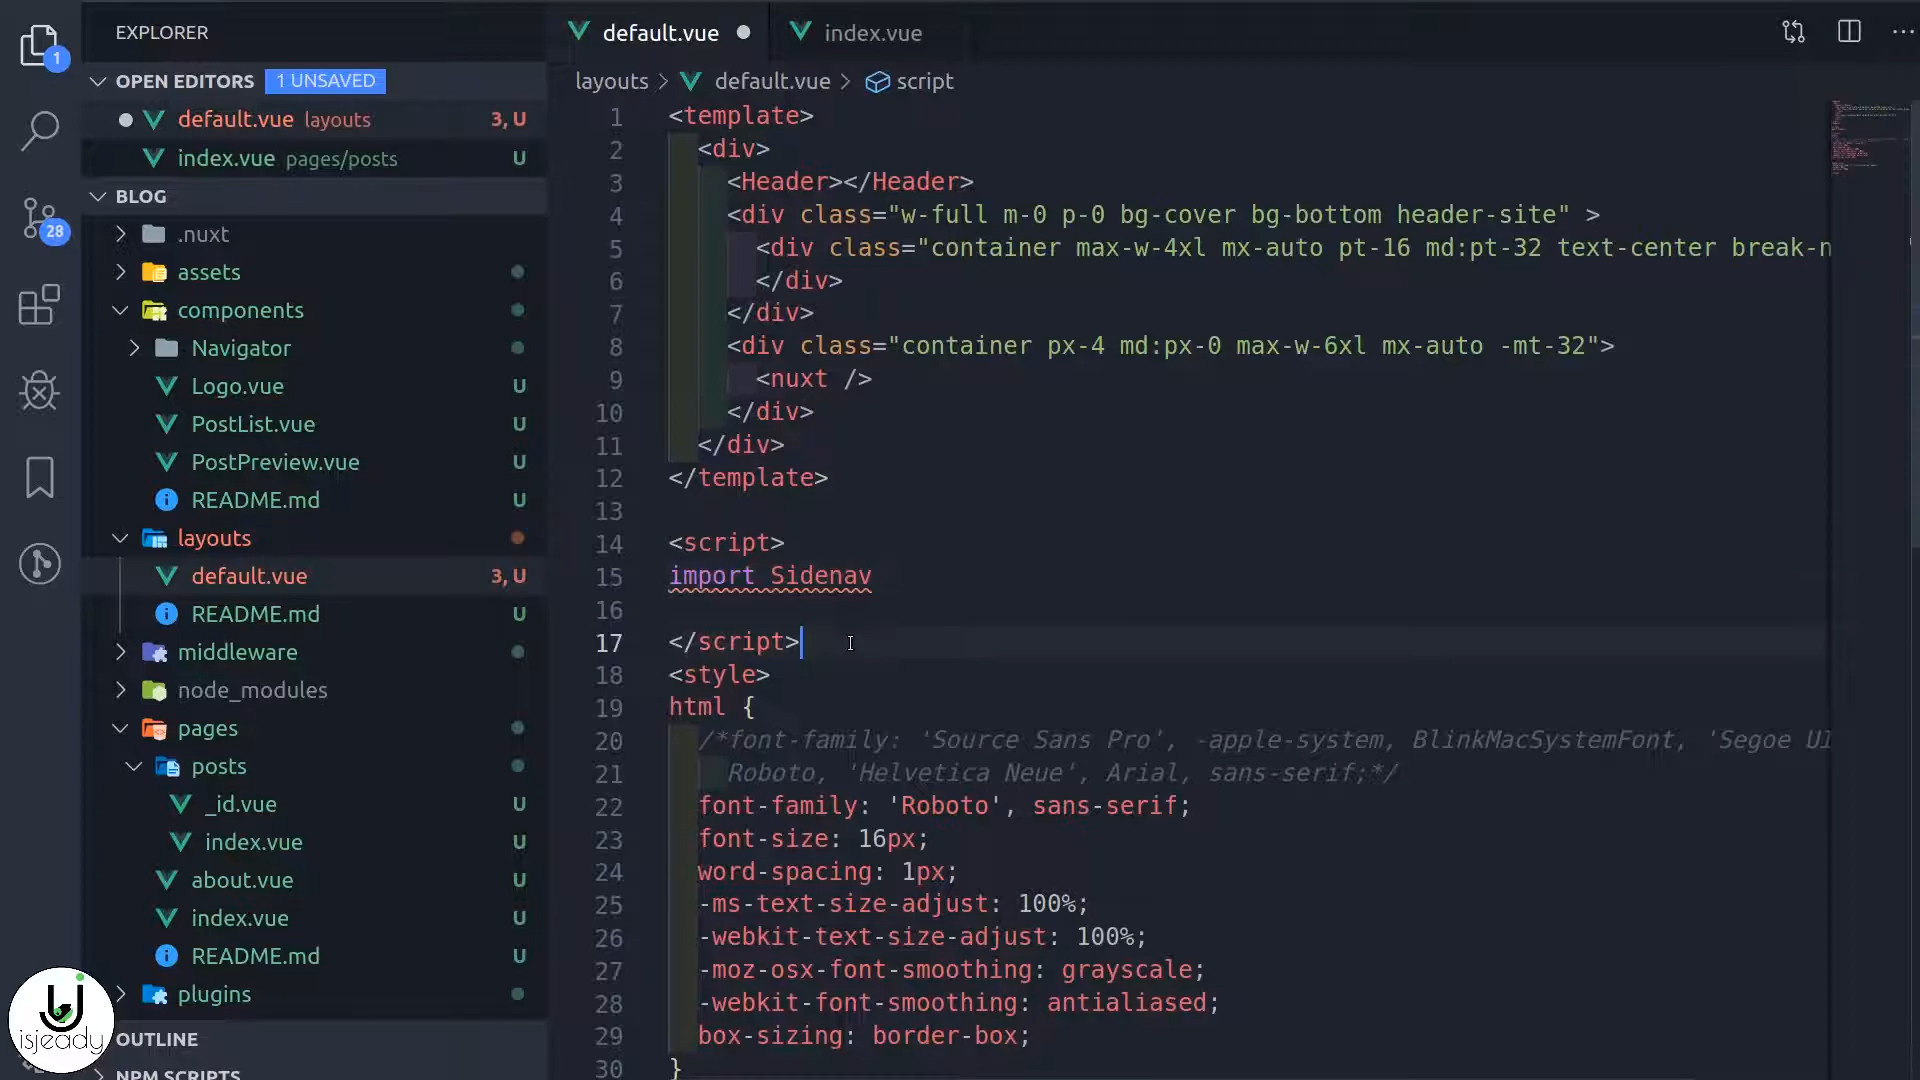 EXPLORER
OPEN EDITORS 1 UNSAVED
default.vue layouts 3, U
index.vue pages/posts U
BLOG
.nuxt
assets
components
Navigator
Logo.vue U
PostList.vue U
PostPreview.vue U
README.md U
layouts
default.vue 3, U
README.md U
middleware
node_modules
pages
posts
_id.vue U
index.vue U
about.vue U
index.vue U
README.md U
plugins
OUTLINE
NPM SCRIPTS
1
28
isjeady
default.vue
index.vue
layouts > default.vue > script
1 <template>
2 <div>
3 <Header></Header>
4 <div class="w-full m-0 p-0 bg-cover bg-bottom header-site" >
5 <div class="container max-w-4xl mx-auto pt-16 md:pt-32 text-center break-n
6 </div>
7 </div>
8 <div class="container px-4 md:px-0 max-w-6xl mx-auto -mt-32">
9 <nuxt />
10 </div>
11 </div>
12 </template>
13
14 <script>
15 import Sidenav
16
17 </script>
18 <style>
19 html {
20 /*font-family: 'Source Sans Pro', -apple-system, BlinkMacSystemFont, 'Segoe UI
21 Roboto, 'Helvetica Neue', Arial, sans-serif;*/
22 font-family: 'Roboto', sans-serif;
23 font-size: 16px;
24 word-spacing: 1px;
25 -ms-text-size-adjust: 100%;
26 -webkit-text-size-adjust: 100%;
27 -moz-osx-font-smoothing: grayscale;
28 -webkit-font-smoothing: antialiased;
29 box-sizing: border-box;
30 }